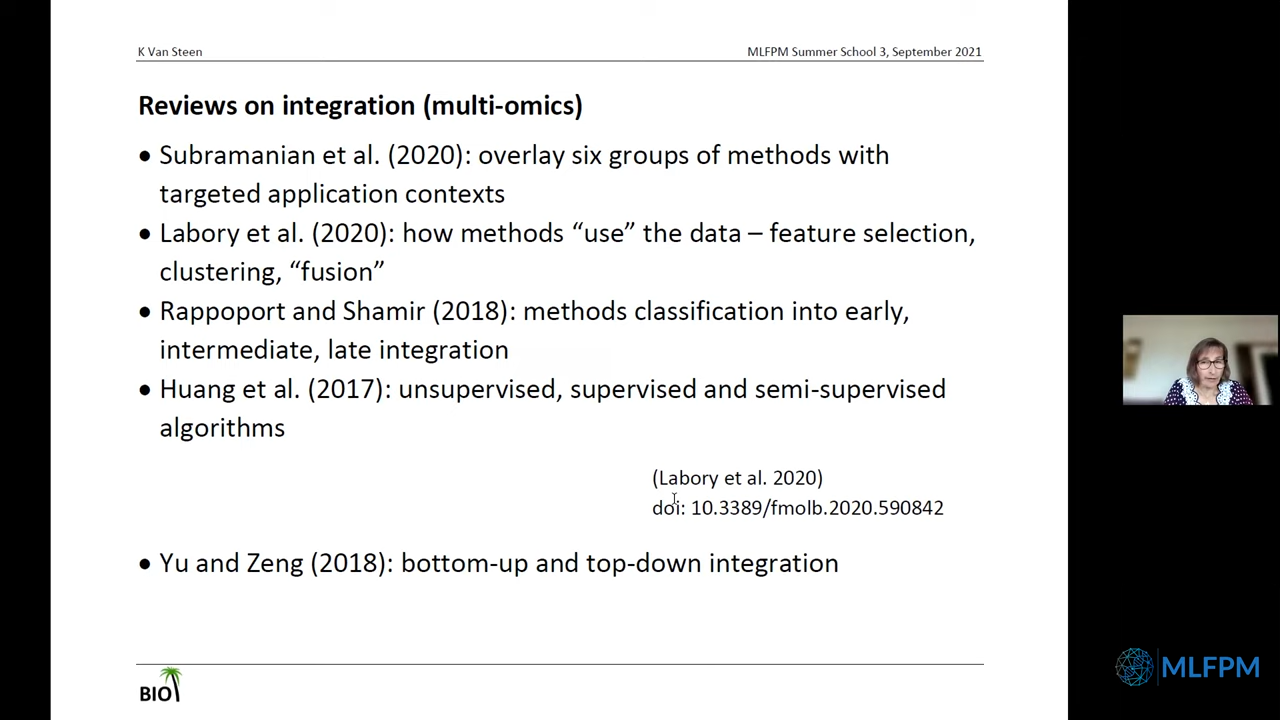 K Van Steen
MLFPM Summer School 3, September 2021
Reviews on integration (multi-omics)
• Subramanian et al. (2020): overlay six groups of methods with
targeted application contexts
• Labory et al. (2020): how methods “use” the data – feature selection,
clustering, “fusion”
• Rappoport and Shamir (2018): methods classification into early,
intermediate, late integration
• Huang et al. (2017): unsupervised, supervised and semi-supervised
algorithms
(Labory et al. 2020)
doi: 10.3389/fmolb.2020.590842
• Yu and Zeng (2018): bottom-up and top-down integration
BIO
MLFPM